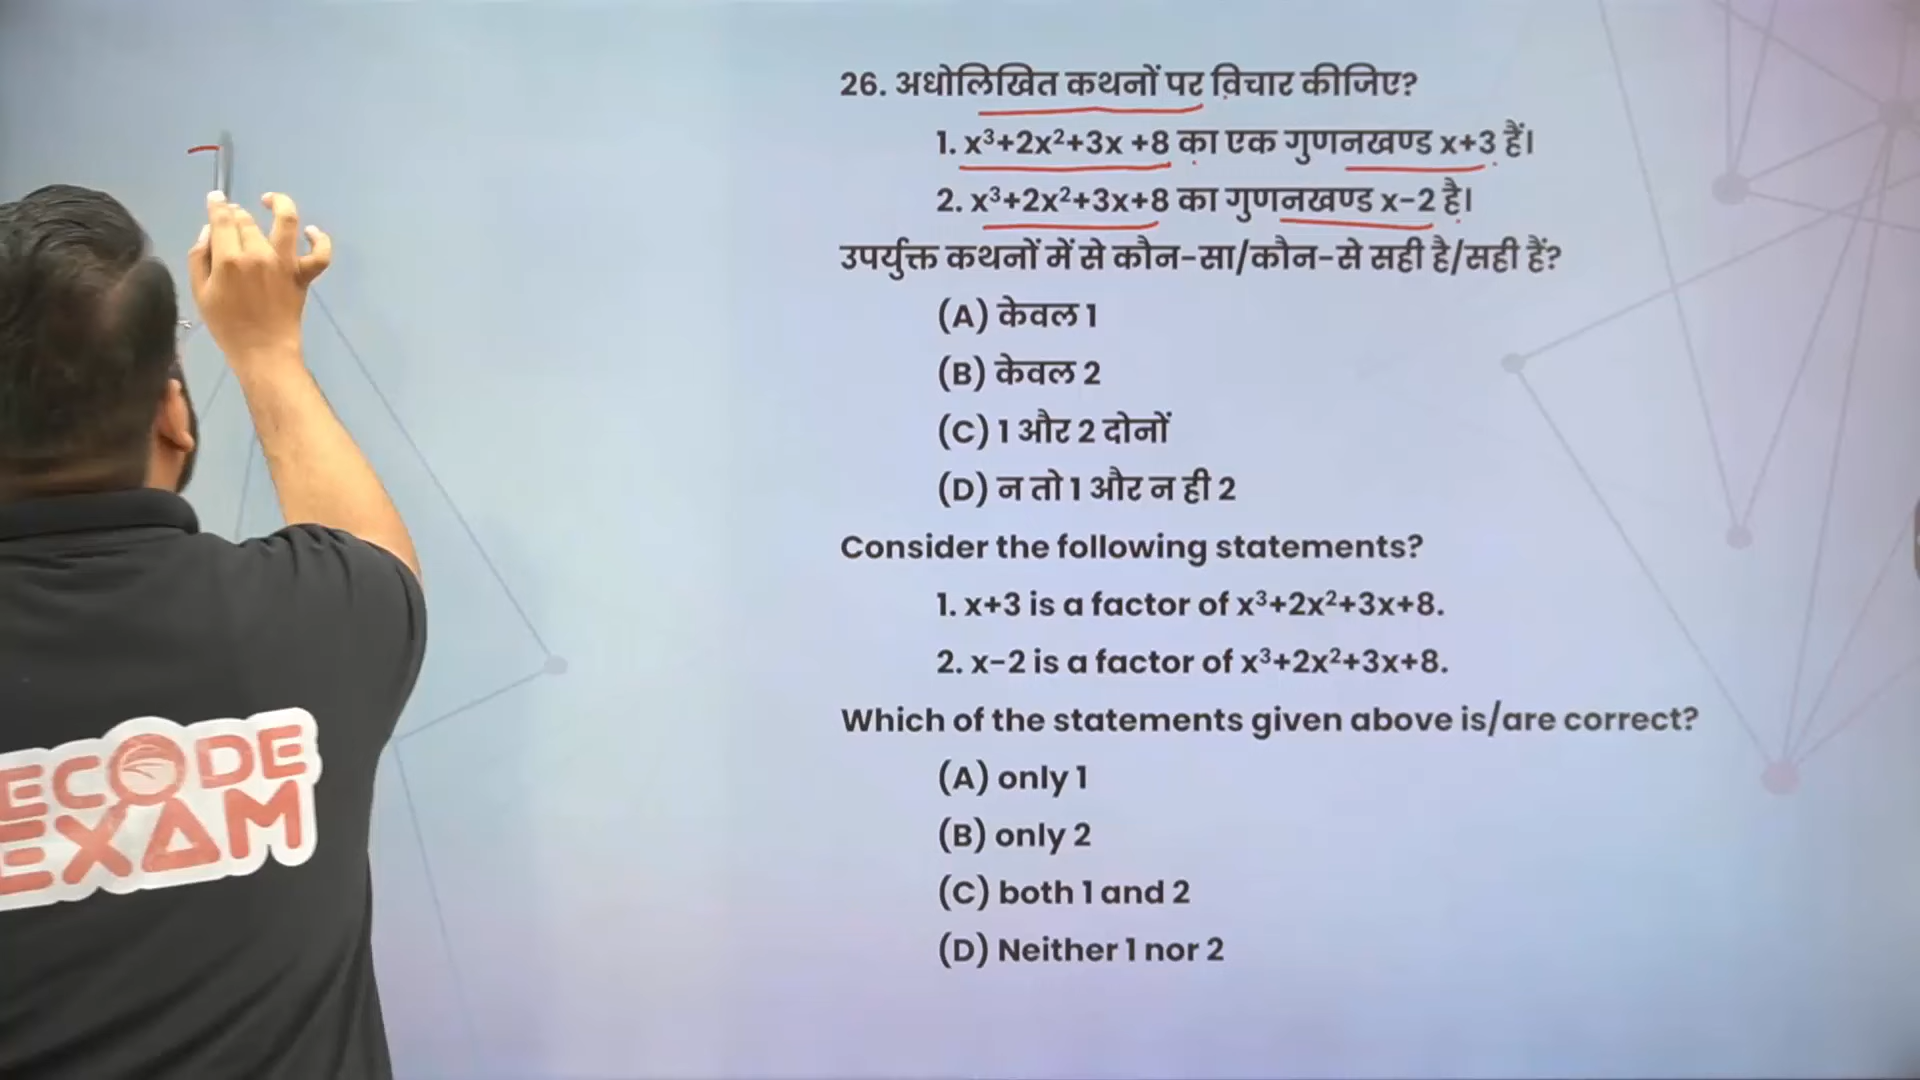 26. अधोलिखित कथनों पर विचार कीजिए?
1. x³+2x²+3x +8 का एक गुणनखण्ड x+3 हैं।
2. x³+2x²+3x+8 का गुणनखण्ड x-2 है।
उपर्युक्त कथनों में से कौन-सा/कौन-से सही है/सही हैं?
(A) केवल 1
(B) केवल 2
(C) 1 और 2 दोनों
(D) न तो 1 और न ही 2
Consider the following statements?
1. x+3 is a factor of x³+2x²+3x+8.
2. x-2 is a factor of x³+2x²+3x+8.
Which of the statements given above is/are correct?
(A) only 1
(B) only 2
(C) both 1 and 2
(D) Neither 1 nor 2
ECODE
EXAM